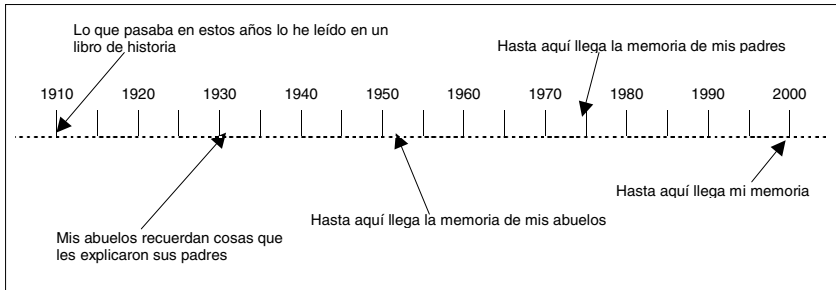 Lo que pasaba en estos años lo he leído en un
libro de historia
Hasta aquí llega la memoria de mis padres
1910 1920 1930 1940 1950 1960 1970 1980 1990 2000
Hasta aquí llega mi memoria
Hasta aquí llega la memoria de mis abuelos
Mis abuelos recuerdan cosas que
les explicaron sus padres